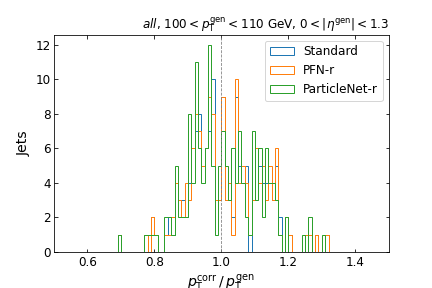 all, 100 < p_T^gen < 110 GeV, 0 < |η^gen| < 1.3
12
10
8
6
4
2
0
Jets
Standard
PFN-r
ParticleNet-r
0.6 0.8 1.0 1.2 1.4
p_T^corr / p_T^gen